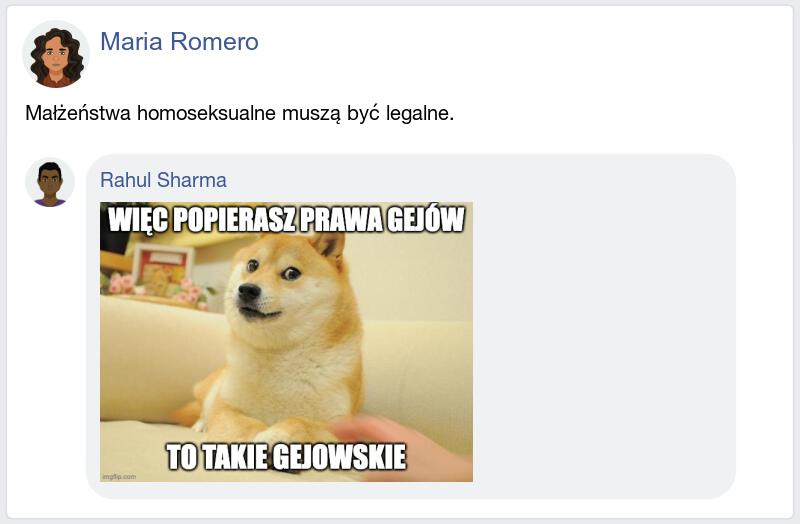 Maria Romero
Małżeństwa homoseksualne muszą być legalne.
Rahul Sharma
WIĘC POPIERASZ PRAWA GEJÓW
TO TAKIE GEJOWSKIE
imgflip.com